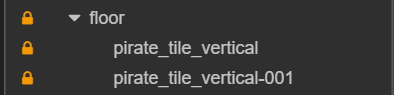 floor
pirate_tile_vertical
pirate_tile_vertical-001